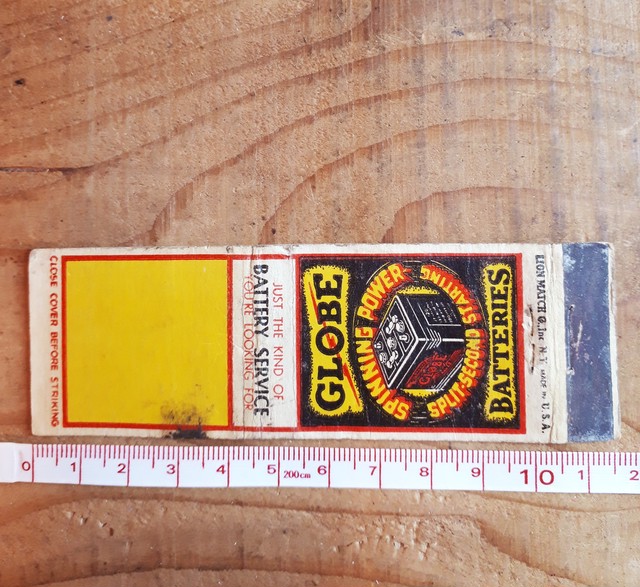 CLOSE COVER BEFORE STRIKING
JUST THE KIND OF
BATTERY SERVICE
YOU'RE LOOKING FOR
GLOBE
SPINNING POWER
SPLIT-SECOND STARTING
GLOBE
BATTERIES
LION MATCH Co., Inc. N.Y. MADE IN U.S.A.
0 1 2 3 4 5 200cm 6 7 8 9 10 1 2